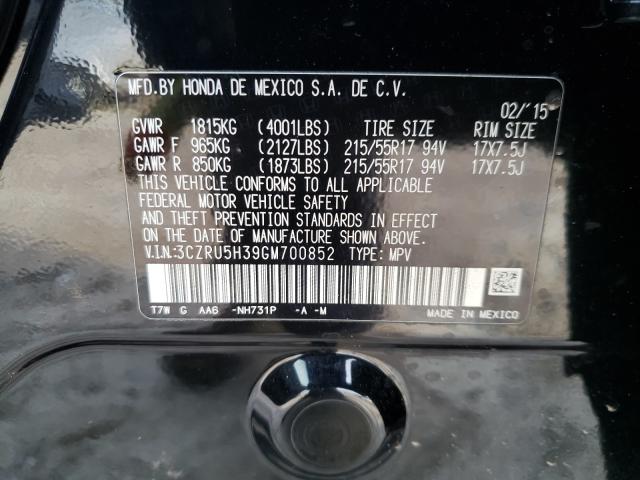 MFD.BY HONDA DE MEXICO S.A. DE C.V.
02/'15
GVWR 1815KG (4001LBS) TIRE SIZE RIM SIZE
GAWR F 965KG (2127LBS) 215/55R17 94V 17X7.5J
GAWR R 850KG (1873LBS) 215/55R17 94V 17X7.5J
THIS VEHICLE CONFORMS TO ALL APPLICABLE
FEDERAL MOTOR VEHICLE SAFETY
AND THEFT PREVENTION STANDARDS IN EFFECT
ON THE DATE OF MANUFACTURE SHOWN ABOVE.
V.I.N:3CZRU5H39GM700852 TYPE: MPV
T7W G AA6 -NH731P -A -M
MADE IN MEXICO